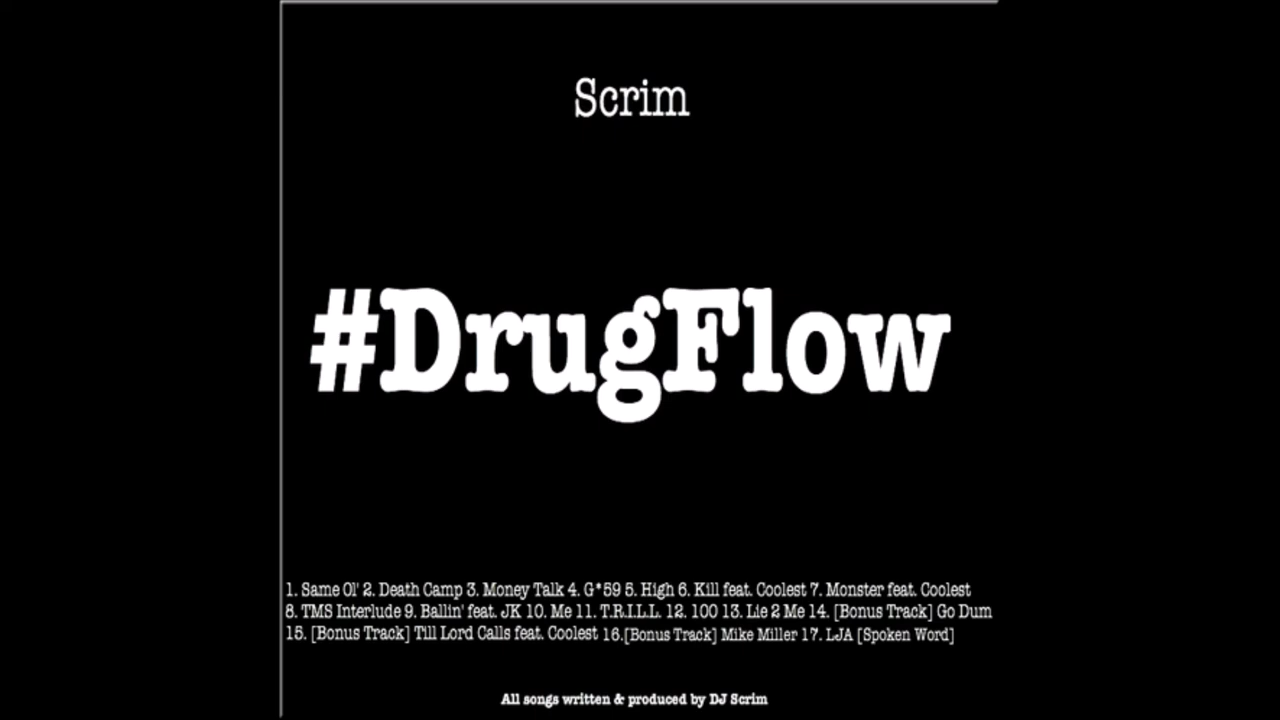 Scrim
#DrugFlow
1. Same Ol' 2. Death Camp 3. Money Talk 4. G*59 5. High 6. Kill feat. Coolest 7. Monster feat. Coolest
8. TMS Interlude 9. Ballin' feat. JK 10. Me 11. T.R.I.L.L. 12. 100 13. Lie 2 Me 14. [Bonus Track] Go Dum
15. [Bonus Track] Till Lord Calls feat. Coolest 16.[Bonus Track] Mike Miller 17. LJA [Spoken Word]
All songs written & produced by DJ Scrim